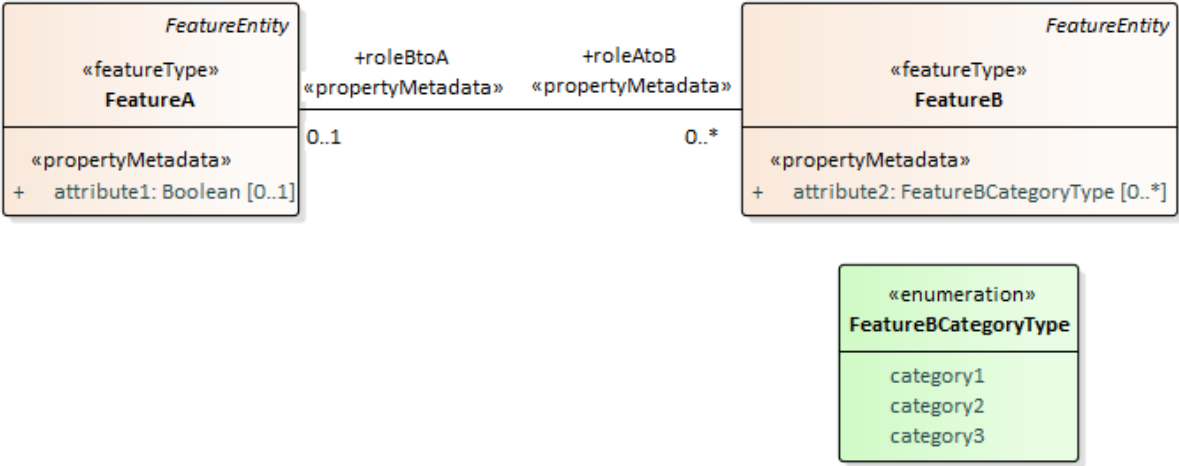 FeatureEntity
«featureType»
FeatureA
«propertyMetadata»
+ attribute1: Boolean [0..1]
+roleBtoA
«propertyMetadata»
0..1
+roleAtoB
«propertyMetadata»
0..*
FeatureEntity
«featureType»
FeatureB
«propertyMetadata»
+ attribute2: FeatureBCategoryType [0..*]
«enumeration»
FeatureBCategoryType
category1
category2
category3